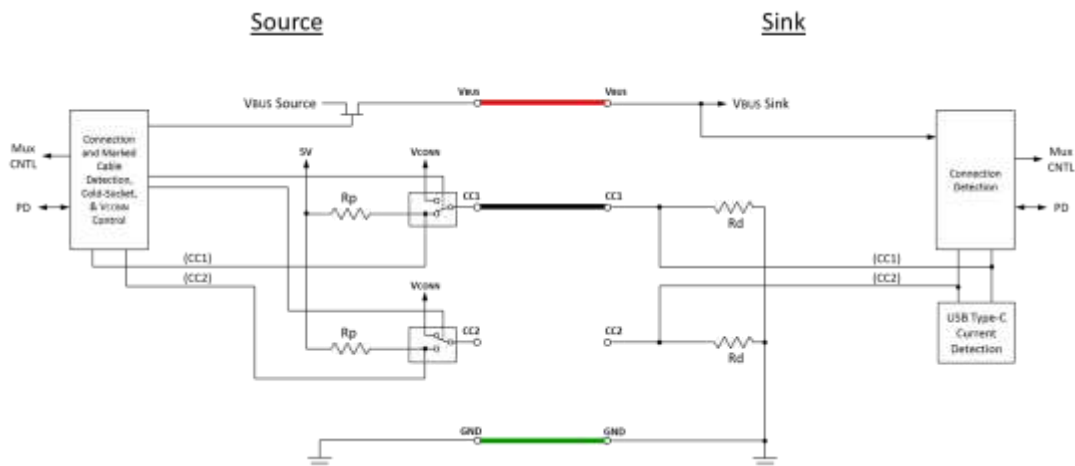 Source
Sink
VBUS Source
VBUS
VBUS
VBUS Sink
Connection
and Marked
Cable
Detection,
Cold-Socket,
& VCONN
Control
Mux
CNTL
PD
5V
VCONN
Rp
CC1
CC1
Rd
Connection
Detection
Mux
CNTL
PD
(CC1)
(CC2)
(CC1)
(CC2)
VCONN
Rp
CC2
CC2
Rd
USB Type-C
Current
Detection
GND
GND